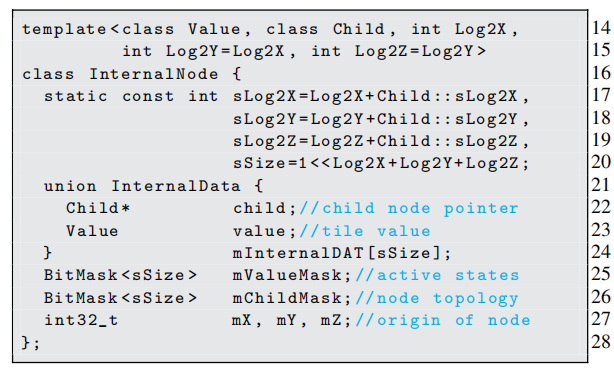 template<class Value, class Child, int Log2X, 14
int Log2Y=Log2X, int Log2Z=Log2Y> 15
class InternalNode { 16
static const int sLog2X=Log2X+Child::sLog2X, 17
sLog2Y=Log2Y+Child::sLog2Y, 18
sLog2Z=Log2Z+Child::sLog2Z, 19
sSize=1<<Log2X+Log2Y+Log2Z; 20
union InternalData { 21
Child* child;//child node pointer 22
Value value;//tile value 23
} mInternalDAT[sSize]; 24
BitMask<sSize> mValueMask;//active states 25
BitMask<sSize> mChildMask;//node topology 26
int32_t mX, mY, mZ;//origin of node 27
}; 28